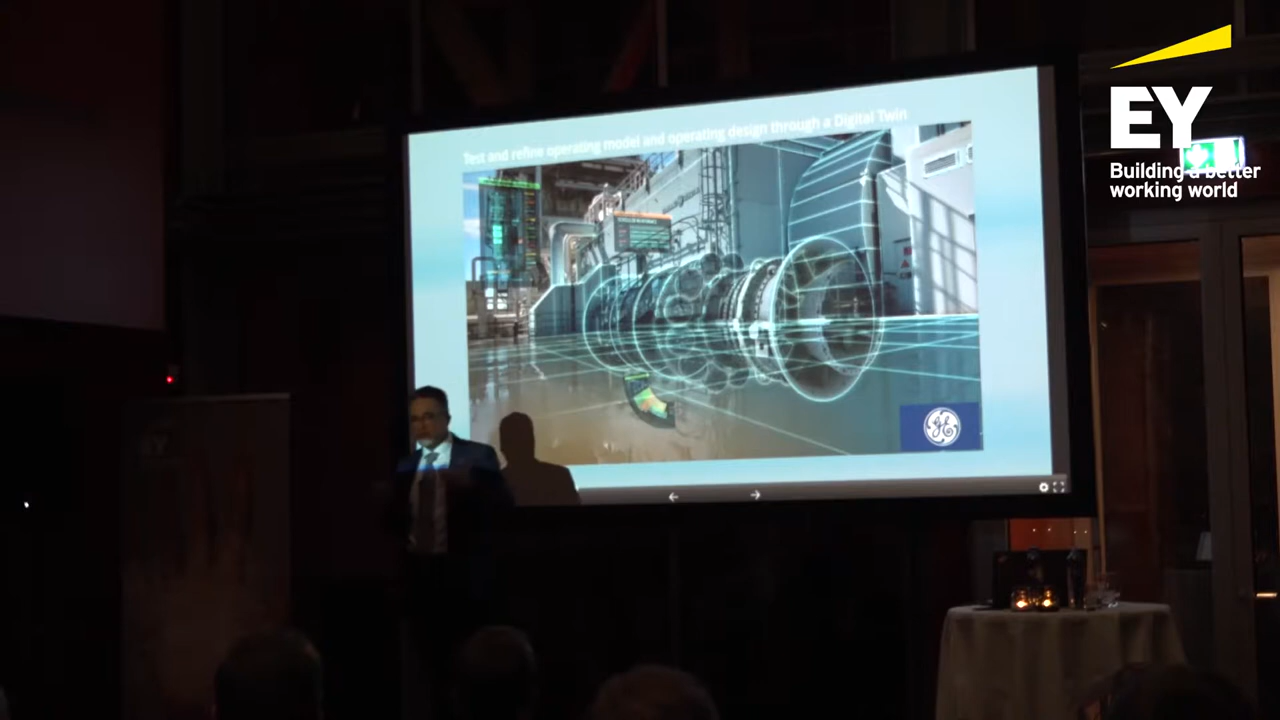 Test and refine operating model and operating design through a Digital Twin
EY
Building a better
working world